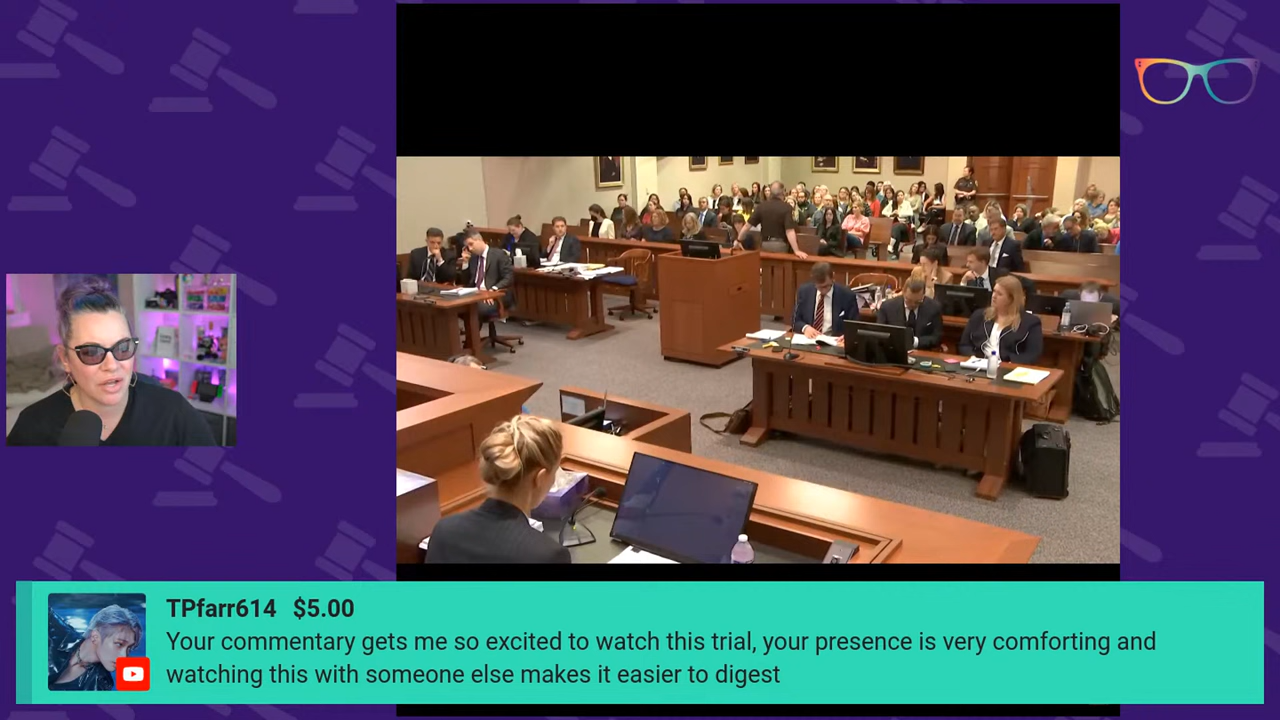 TPfarr614 $5.00
Your commentary gets me so excited to watch this trial, your presence is very comforting and
watching this with someone else makes it easier to digest